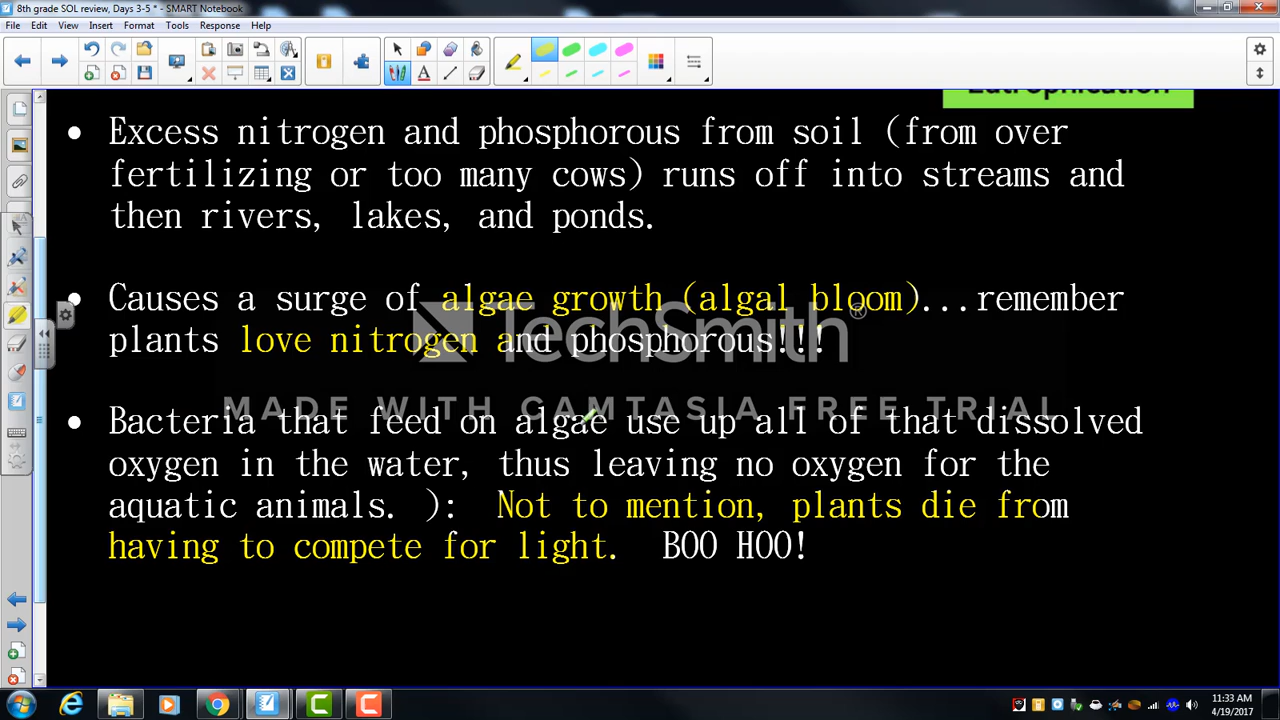 8th grade SOL review, Days 3-5 * - SMART Notebook
File Edit View Insert Format Tools Response Help
Eutrophication
• Excess nitrogen and phosphorous from soil (from over
fertilizing or too many cows) runs off into streams and
then rivers, lakes, and ponds.
• Causes a surge of algae growth (algal bloom)...remember
plants love nitrogen and phosphorous!!!
TechSmith®
MADE WITH CAMTASIA FREE TRIAL
• Bacteria that feed on algae use up all of that dissolved
oxygen in the water, thus leaving no oxygen for the
aquatic animals. ): Not to mention, plants die from
having to compete for light. BOO HOO!
11:33 AM
4/19/2017